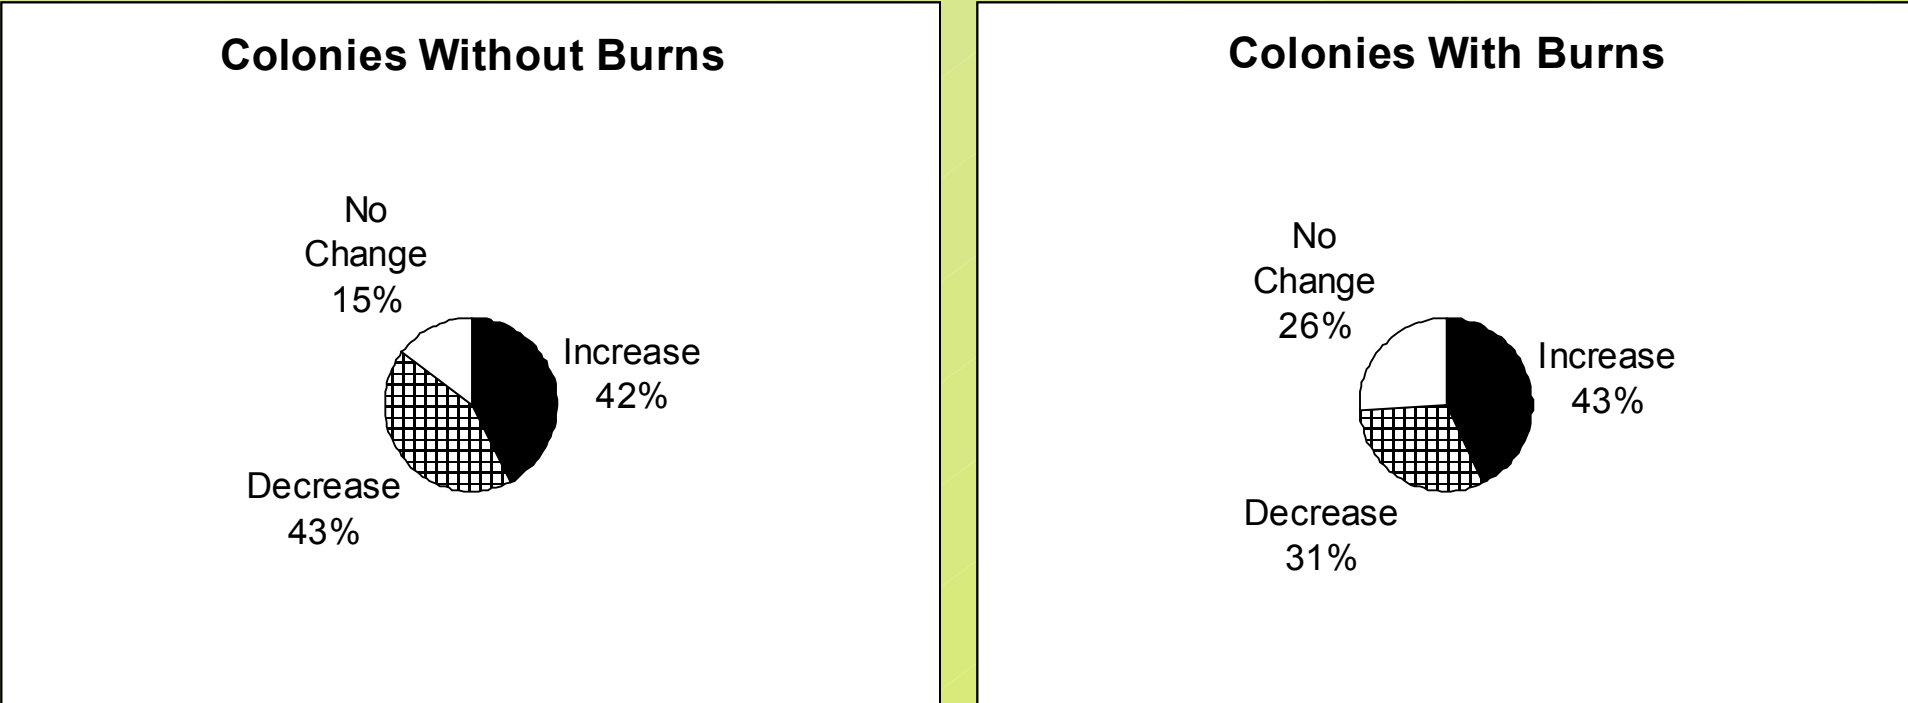 Colonies Without Burns
No
Change
15%
Increase
42%
Decrease
43%
Colonies With Burns
No
Change
26%
Increase
43%
Decrease
31%